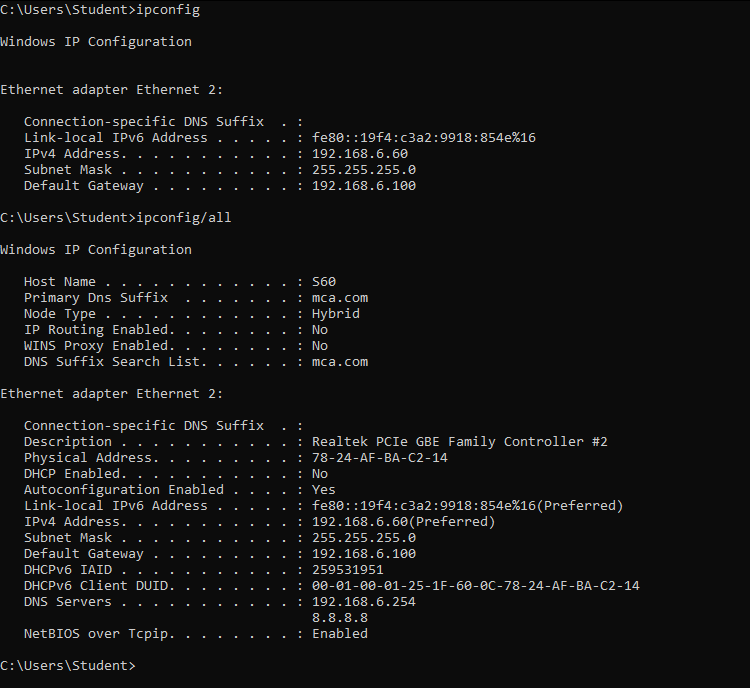 C:\Users\Student>ipconfig
Windows IP Configuration
Ethernet adapter Ethernet 2:
   Connection-specific DNS Suffix  . :
   Link-local IPv6 Address . . . . . : fe80::19f4:c3a2:9918:854e%16
   IPv4 Address. . . . . . . . . . . : 192.168.6.60
   Subnet Mask . . . . . . . . . . . : 255.255.255.0
   Default Gateway . . . . . . . . . : 192.168.6.100
C:\Users\Student>ipconfig/all
Windows IP Configuration
   Host Name . . . . . . . . . . . . : S60
   Primary Dns Suffix  . . . . . . . : mca.com
   Node Type . . . . . . . . . . . . : Hybrid
   IP Routing Enabled. . . . . . . . : No
   WINS Proxy Enabled. . . . . . . . : No
   DNS Suffix Search List. . . . . . : mca.com
Ethernet adapter Ethernet 2:
   Connection-specific DNS Suffix  . :
   Description . . . . . . . . . . . : Realtek PCIe GBE Family Controller #2
   Physical Address. . . . . . . . . : 78-24-AF-BA-C2-14
   DHCP Enabled. . . . . . . . . . . : No
   Autoconfiguration Enabled . . . . : Yes
   Link-local IPv6 Address . . . . . : fe80::19f4:c3a2:9918:854e%16(Preferred)
   IPv4 Address. . . . . . . . . . . : 192.168.6.60(Preferred)
   Subnet Mask . . . . . . . . . . . : 255.255.255.0
   Default Gateway . . . . . . . . . : 192.168.6.100
   DHCPv6 IAID . . . . . . . . . . . : 259531951
   DHCPv6 Client DUID. . . . . . . . : 00-01-00-01-25-1F-60-0C-78-24-AF-BA-C2-14
   DNS Servers . . . . . . . . . . . : 192.168.6.254
                                       8.8.8.8
   NetBIOS over Tcpip. . . . . . . . : Enabled
C:\Users\Student>